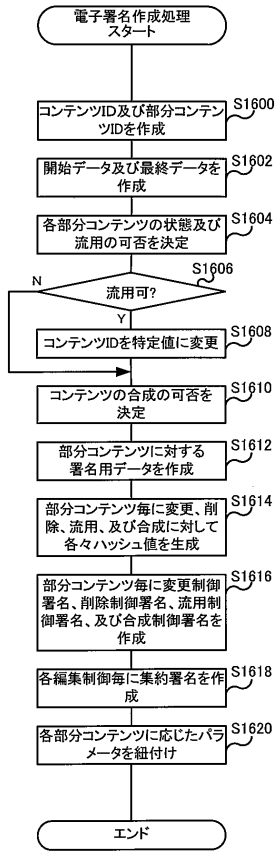 電子署名作成処理
スタート
S1600
コンテンツID及び部分コンテン
ツIDを作成
S1602
開始データ及び最終データを
作成
S1604
各部分コンテンツの状態及び
流用の可否を決定
S1606
N
流用可?
Y
S1608
コンテンツIDを特定値に変更
S1610
コンテンツの合成の可否を
決定
S1612
部分コンテンツに対する
署名用データを作成
S1614
部分コンテンツ毎に変更、削
除、流用、及び合成に対して
各々ハッシュ値を生成
S1616
部分コンテンツ毎に変更制御
署名、削除制御署名、流用制
御署名、及び合成制御署名を
作成
S1618
各編集制御毎に集約署名を作
成
S1620
各部分コンテンツに応じたパラ
メータを紐付け
エンド